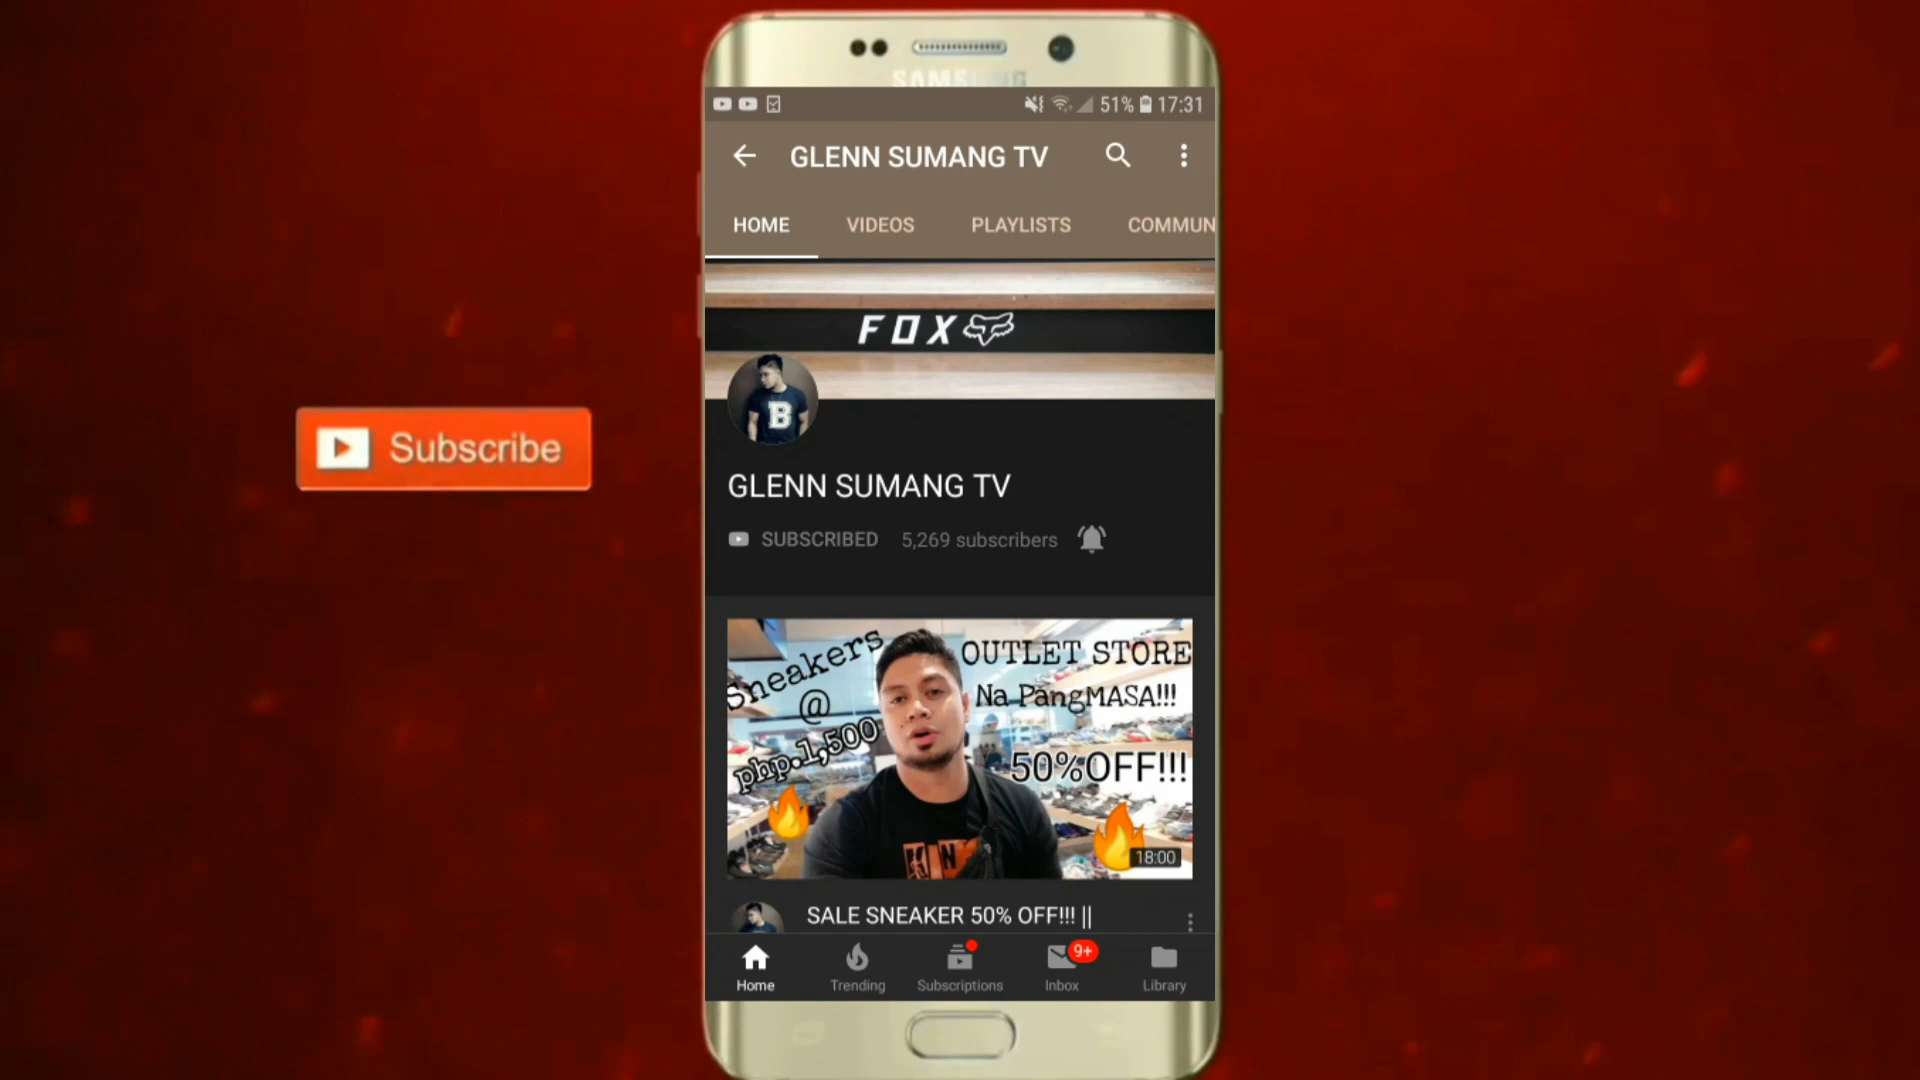 SAMSUNG
51% 17:31
GLENN SUMANG TV
HOME VIDEOS PLAYLISTS COMMUN
FOX
B
Subscribe
GLENN SUMANG TV
SUBSCRIBED 5,269 subscribers
Sneakers
@
php.1,500
OUTLET STORE
Na PangMASA!!!
50%OFF!!!
KIN
18:00
SALE SNEAKER 50% OFF!!! ||
9+
Home Trending Subscriptions Inbox Library